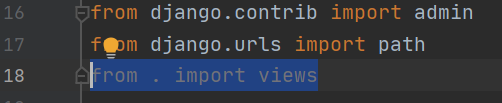 16 from django.contrib import admin
17 from django.urls import path
18 from . import views